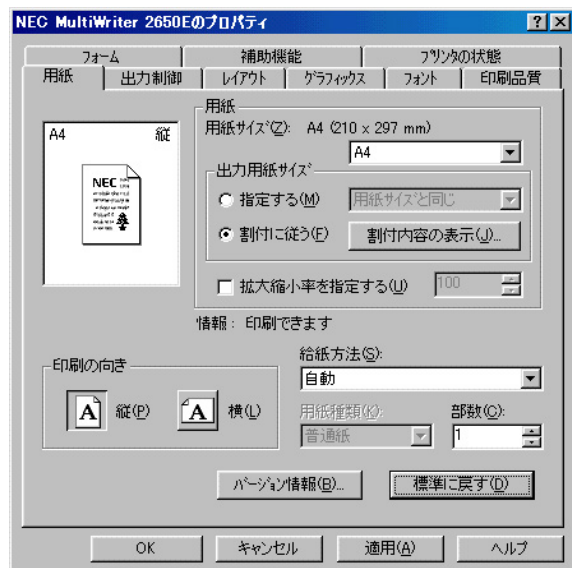 NEC MultiWriter 2650Eのプロパティ
フォーム 補助機能 プリンタの状態
用紙 出力制御 レイアウト グラフィックス フォント 印刷品質
A4 縦
NEC
用紙
用紙サイズ(Z): A4 (210 x 297 mm)
A4
出力用紙サイズ
指定する(M) 用紙サイズと同じ
割付に従う(F) 割付内容の表示(J)...
拡大縮小率を指定する(U) 100
情報： 印刷できます
印刷の向き
A 縦(P) A 横(L)
給紙方法(S):
自動
用紙種類(K): 部数(C):
普通紙 1
バージョン情報(B)... 標準に戻す(D)
OK キャンセル 適用(A) ヘルプ